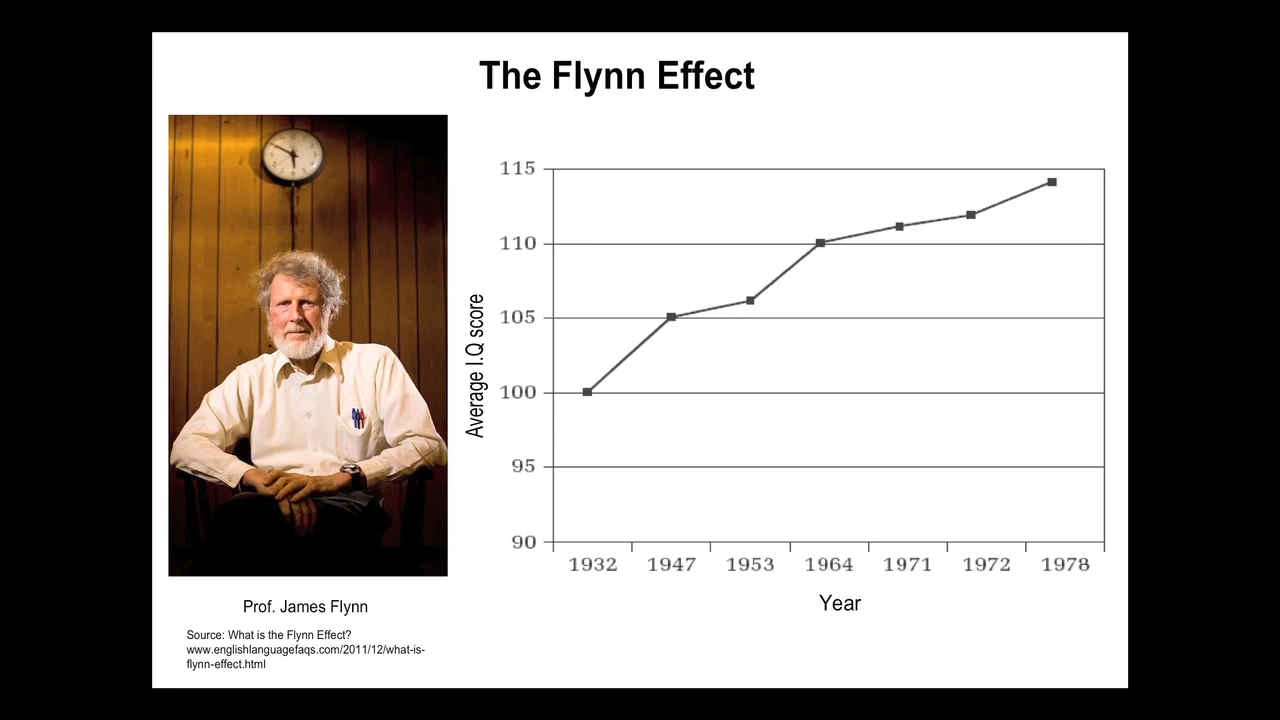 The Flynn Effect
115
110
105
100
95
90
Average I.Q score
1932 1947 1953 1964 1971 1972 1978
Year
Prof. James Flynn
Source: What is the Flynn Effect?
www.englishlanguagefaqs.com/2011/12/what-is-
flynn-effect.html